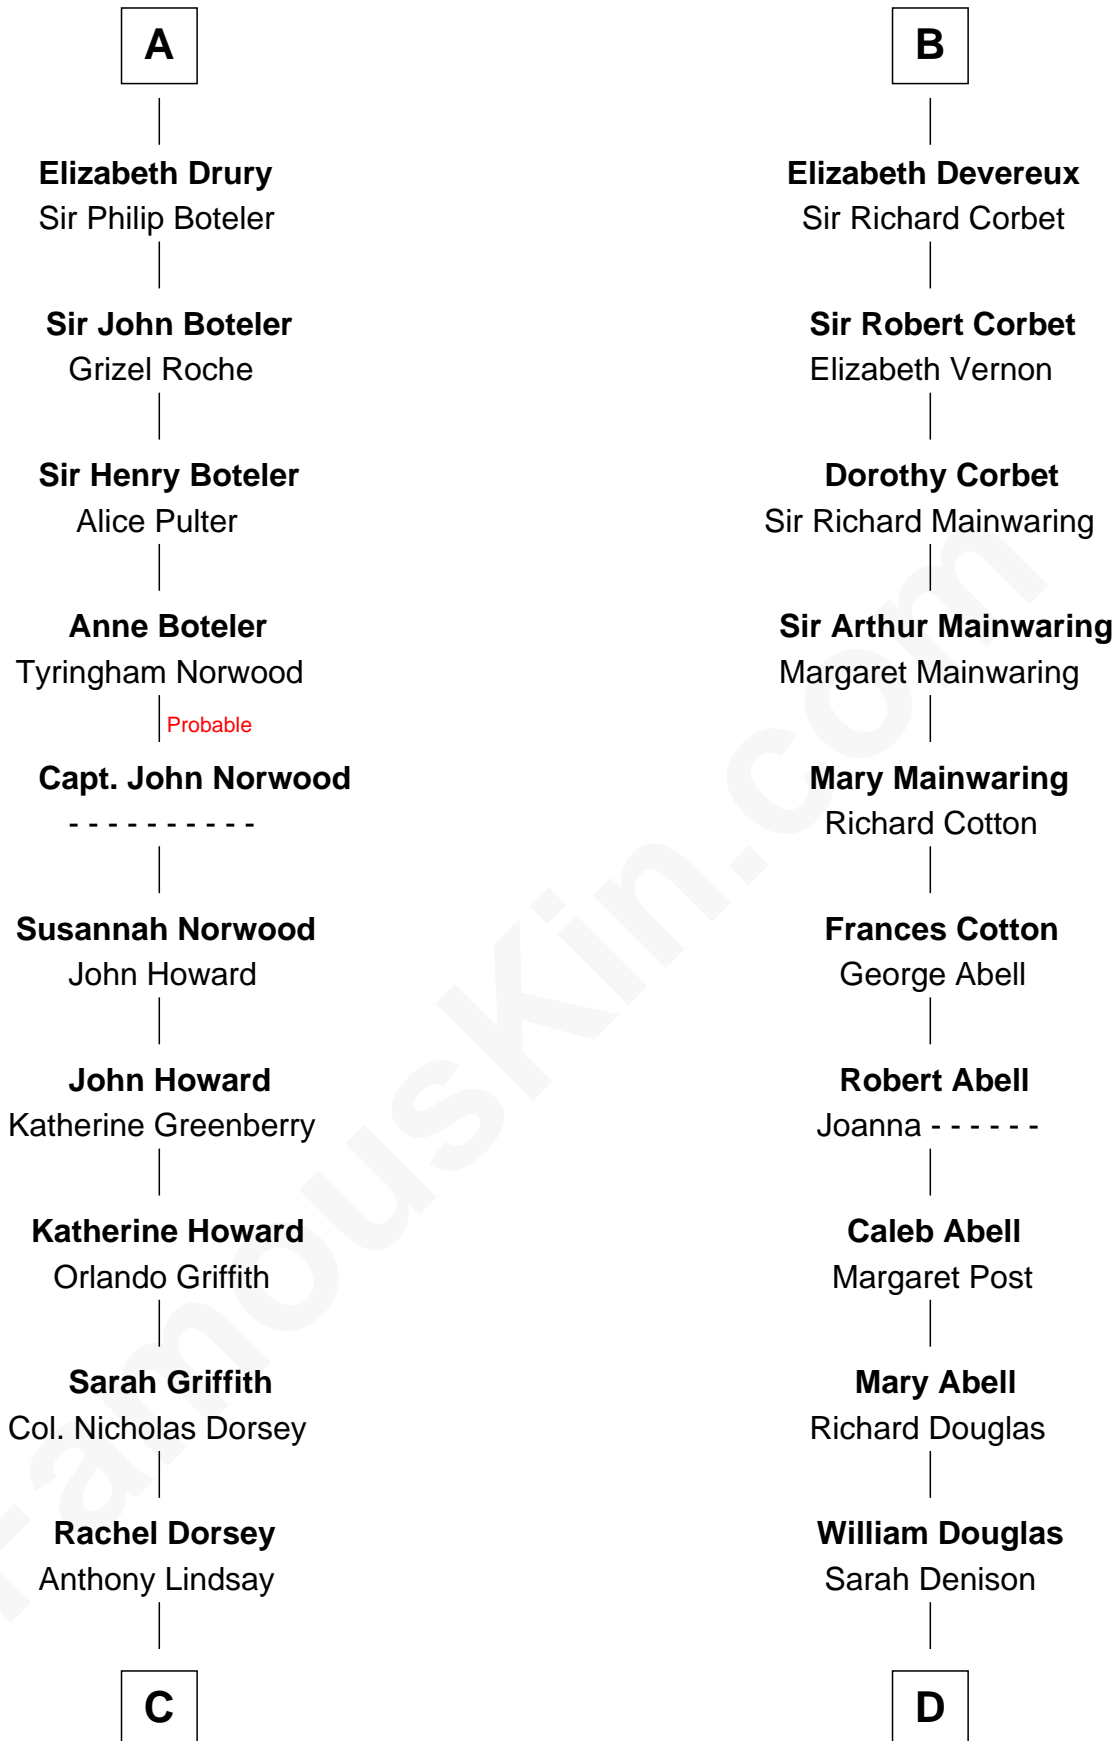 A
Elizabeth Drury
Sir Philip Boteler
Sir John Boteler
Grizel Roche
Sir Henry Boteler
Alice Pulter
Anne Boteler
Tyringham Norwood
Probable
Capt. John Norwood
- - - - - - - - - -
Susannah Norwood
John Howard
John Howard
Katherine Greenberry
Katherine Howard
Orlando Griffith
Sarah Griffith
Col. Nicholas Dorsey
Rachel Dorsey
Anthony Lindsay
C
B
Elizabeth Devereux
Sir Richard Corbet
Sir Robert Corbet
Elizabeth Vernon
Dorothy Corbet
Sir Richard Mainwaring
Sir Arthur Mainwaring
Margaret Mainwaring
Mary Mainwaring
Richard Cotton
Frances Cotton
George Abell
Robert Abell
Joanna - - - - - -
Caleb Abell
Margaret Post
Mary Abell
Richard Douglas
William Douglas
Sarah Denison
D
FamousKin.com